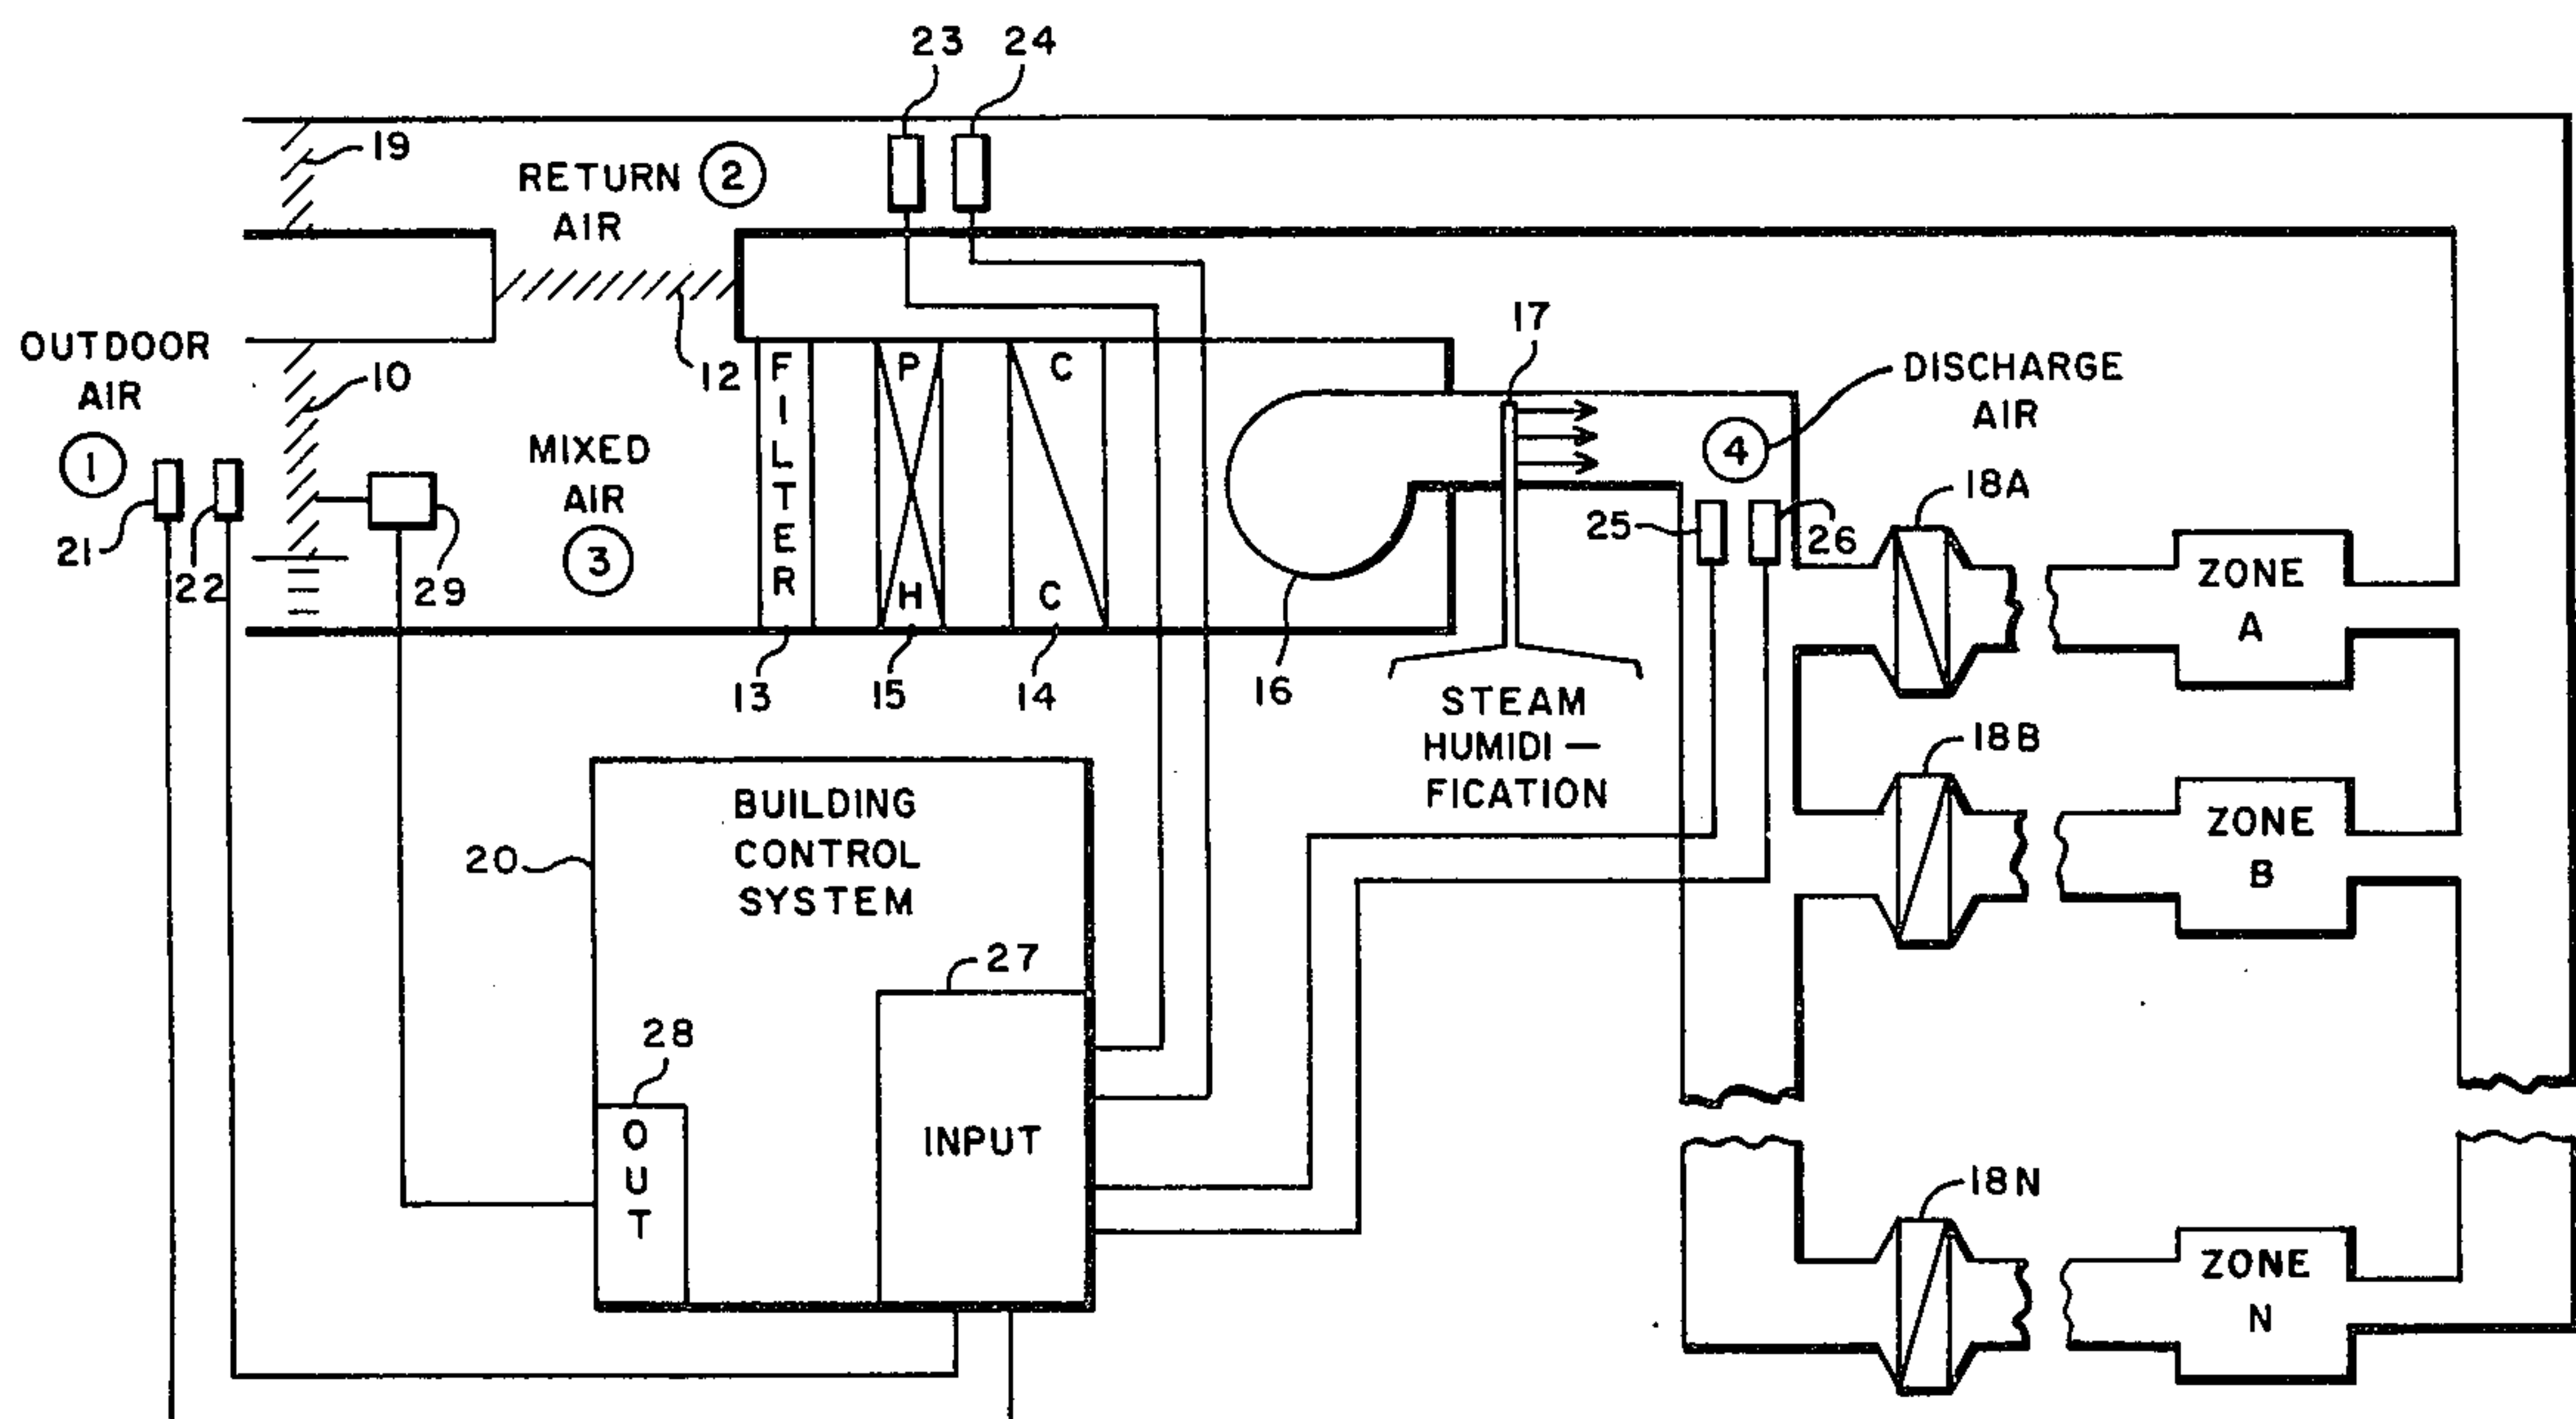 23 24
19
RETURN 2
AIR
17
OUTDOOR
AIR
1
10
12
DISCHARGE
AIR
4
MIXED
AIR
3
FILTER
P
H
C
C
18A
21
22
29
25
26
ZONE
A
13
15
14
16
STEAM
HUMIDI —
FICATION
18B
ZONE
B
BUILDING
CONTROL
SYSTEM
20
27
28
OUT
INPUT
18N
ZONE
N